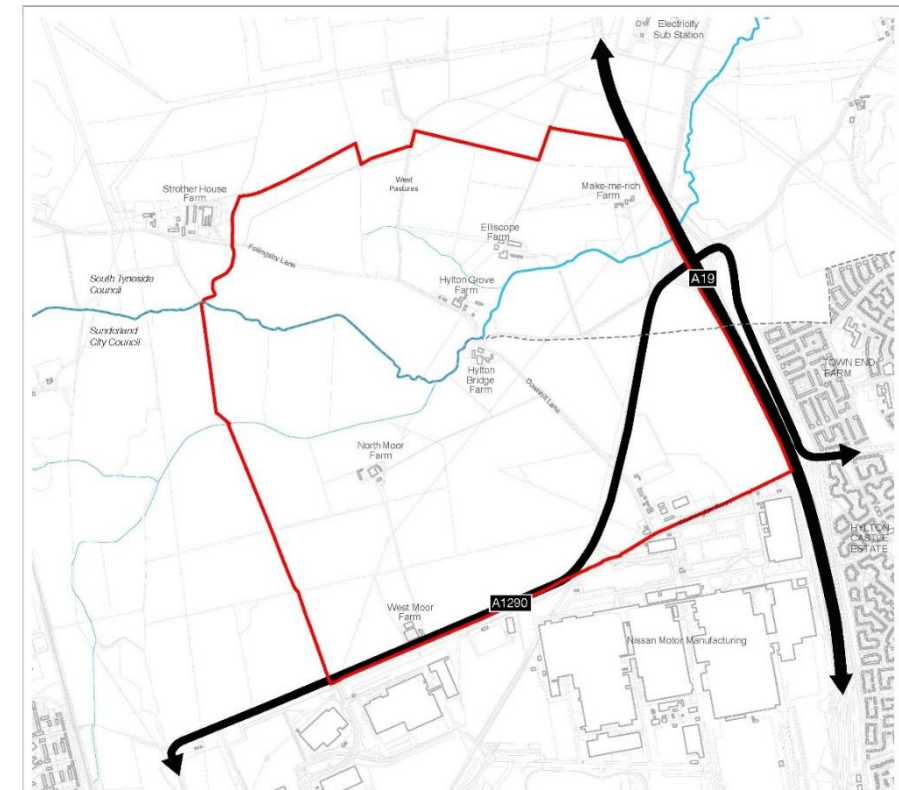 Electricity
Sub Station
West
Pastures
Make-me-rich
Farm
Strother House
Farm
Elliscope
Farm
Follingsby Lane
South Tyneside
Council
Hylton Grove
Farm
A19
Sunderland
City Council
Hylton
Bridge
Farm
TOWN END
FARM
Downhill Lane
North Moor
Farm
HYLTON
CASTLE
ESTATE
West Moor
Farm
A1290
Nissan Motor Manufacturing